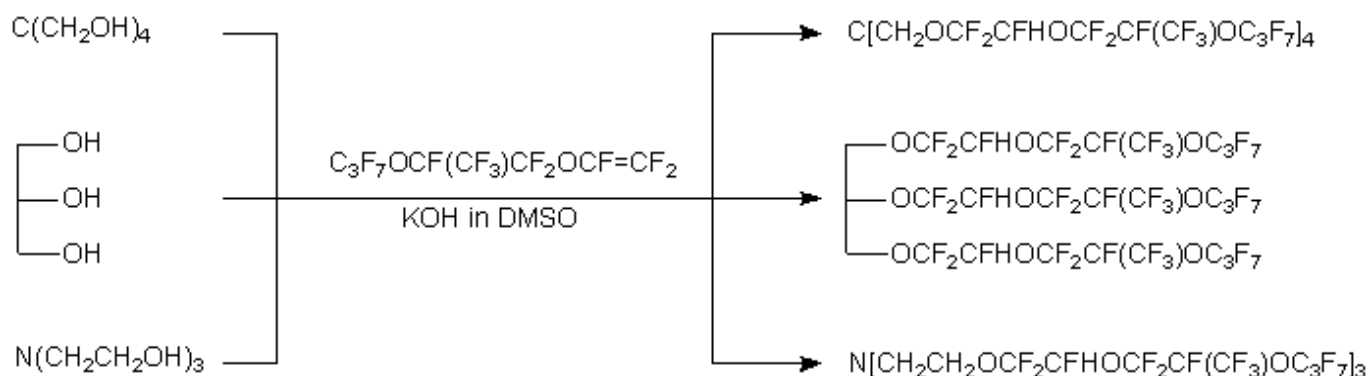 C(CH₂OH)₄
C[CH₂OCF₂CFHOCF₂CF(CF₃)OC₃F₇]₄
OH
OH
OH
C₃F₇OCF(CF₃)CF₂OCF=CF₂
KOH in DMSO
OCF₂CFHOCF₂CF(CF₃)OC₃F₇
OCF₂CFHOCF₂CF(CF₃)OC₃F₇
OCF₂CFHOCF₂CF(CF₃)OC₃F₇
N(CH₂CH₂OH)₃
N[CH₂CH₂OCF₂CFHOCF₂CF(CF₃)OC₃F₇]₃